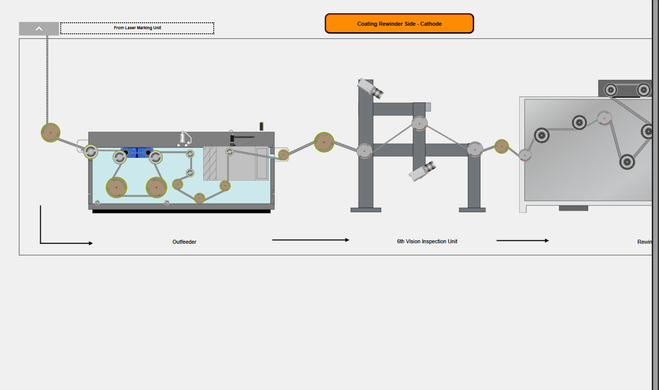 Coating Rewinder Side - Cathode
From Laser Marking Unit
Outfeeder
6th Vision Inspection Unit